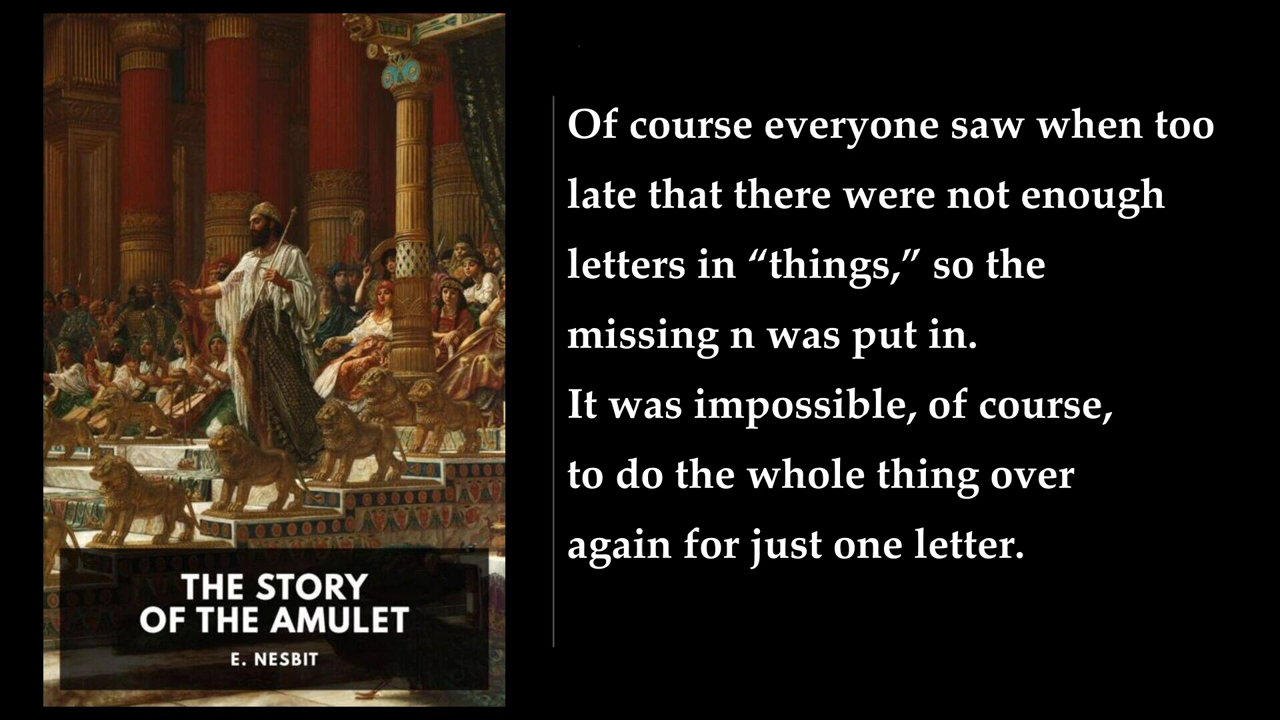 Of course everyone saw when too
late that there were not enough
letters in “things,” so the
missing n was put in.
It was impossible, of course,
to do the whole thing over
again for just one letter.
THE STORY
OF THE AMULET
E. NESBIT